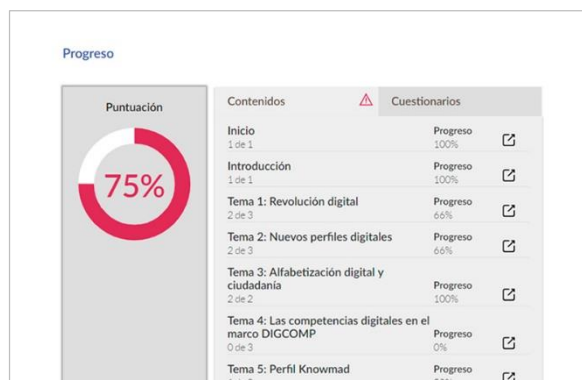 Progreso
Puntuación
75%
Contenidos
Cuestionarios
Inicio
Progreso
1 de 1
100%
Introducción
Progreso
1 de 1
100%
Tema 1: Revolución digital
Progreso
2 de 3
66%
Tema 2: Nuevos perfiles digitales
Progreso
2 de 3
66%
Tema 3: Alfabetización digital y
ciudadanía
Progreso
2 de 2
100%
Tema 4: Las competencias digitales en el
marco DIGCOMP
Progreso
0 de 3
0%
Tema 5: Perfil Knowmad
Progreso